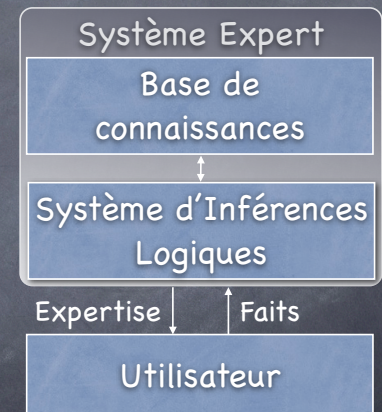 Système Expert
Base de
connaissances
Système d'Inférences
Logiques
Expertise
Faits
Utilisateur